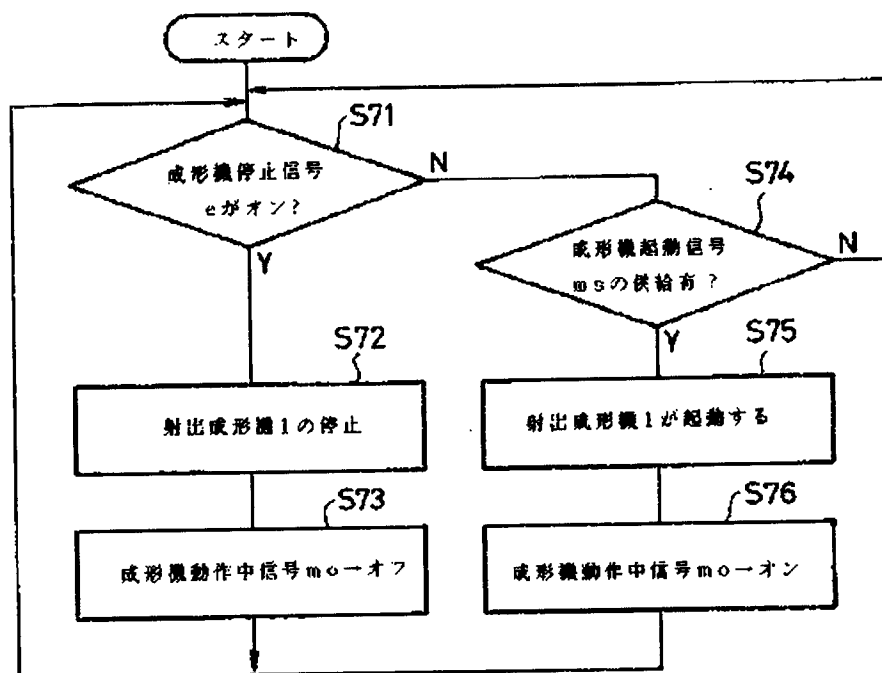 スタート
S71
成形機停止信号
eがオン?
N
Y
S74
成形機起動信号
msの供給有?
N
Y
S72
射出成形機1の停止
S75
射出成形機1が起動する
S73
成形機動作中信号mo→オフ
S76
成形機動作中信号mo→オン